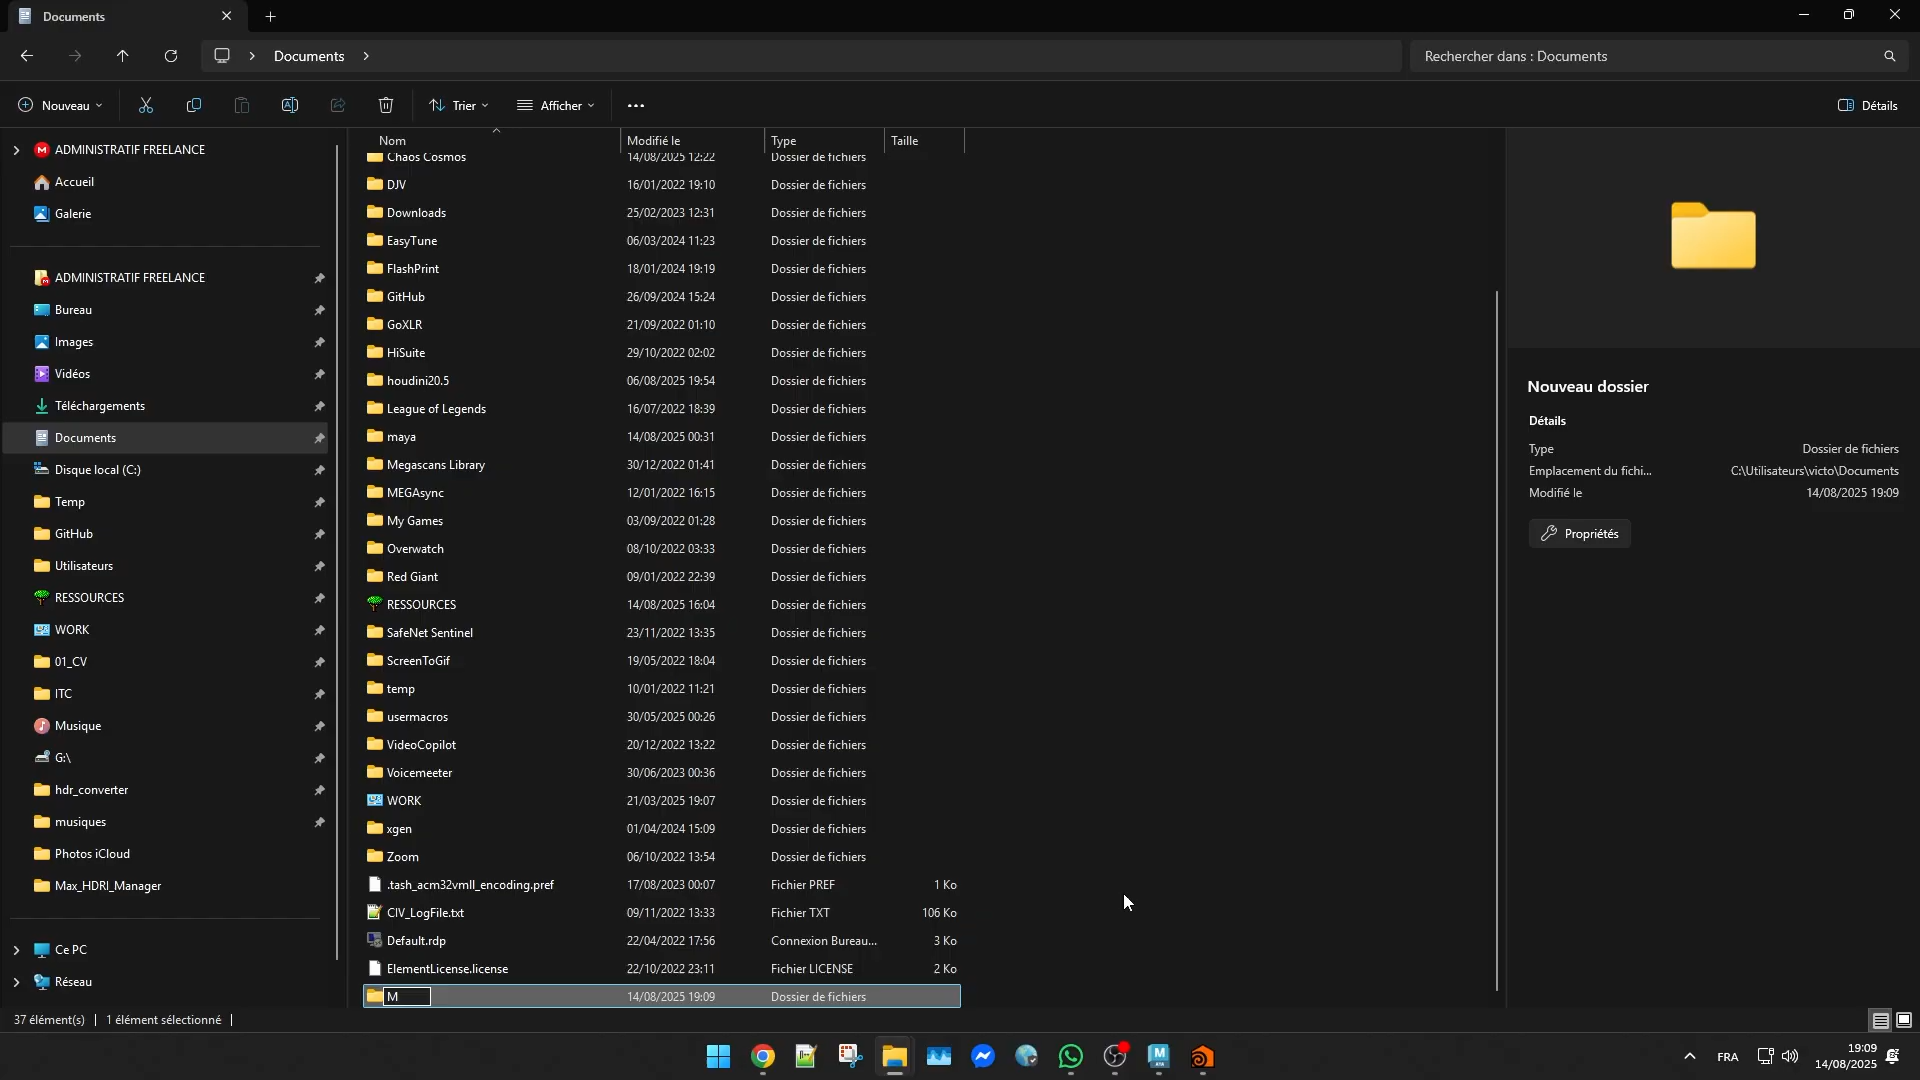 Documents
Documents
Rechercher dans : Documents
Nouveau
Trier
Afficher
Détails
ADMINISTRATIF FREELANCE
Accueil
Galerie
ADMINISTRATIF FREELANCE
Bureau
Images
Vidéos
Téléchargements
Documents
Disque local (C:)
Temp
GitHub
Utilisateurs
RESSOURCES
WORK
01_CV
ITC
Musique
G:\
hdr_converter
musiques
Photos iCloud
Max_HDRI_Manager
Ce PC
Réseau
Nom Modifié le Type Taille
Chaos Cosmos 14/08/2025 12:22 Dossier de fichiers
DJV 16/01/2022 19:10 Dossier de fichiers
Downloads 25/02/2023 12:31 Dossier de fichiers
EasyTune 06/03/2024 11:23 Dossier de fichiers
FlashPrint 18/01/2024 19:19 Dossier de fichiers
GitHub 26/09/2024 15:24 Dossier de fichiers
GoXLR 21/09/2022 01:10 Dossier de fichiers
HiSuite 29/10/2022 02:02 Dossier de fichiers
houdini20.5 06/08/2025 19:54 Dossier de fichiers
League of Legends 16/07/2022 18:39 Dossier de fichiers
maya 14/08/2025 00:31 Dossier de fichiers
Megascans Library 30/12/2022 01:41 Dossier de fichiers
MEGAsync 12/01/2022 16:15 Dossier de fichiers
My Games 03/09/2022 01:28 Dossier de fichiers
Overwatch 08/10/2022 03:33 Dossier de fichiers
Red Giant 09/01/2022 22:39 Dossier de fichiers
RESSOURCES 14/08/2025 16:04 Dossier de fichiers
SafeNet Sentinel 23/11/2022 13:35 Dossier de fichiers
ScreenToGif 19/05/2022 18:04 Dossier de fichiers
temp 10/01/2022 11:21 Dossier de fichiers
usermacros 30/05/2025 00:26 Dossier de fichiers
VideoCopilot 20/12/2022 13:22 Dossier de fichiers
Voicemeeter 30/06/2023 00:36 Dossier de fichiers
WORK 21/03/2025 19:07 Dossier de fichiers
xgen 01/04/2024 15:09 Dossier de fichiers
Zoom 06/10/2022 13:54 Dossier de fichiers
.tash_acm32vmll_encoding.pref 17/08/2023 00:07 Fichier PREF 1 Ko
CIV_LogFile.txt 09/11/2022 13:33 Fichier TXT 106 Ko
Default.rdp 22/04/2022 17:56 Connexion Bureau... 3 Ko
ElementLicense.license 22/10/2022 23:11 Fichier LICENSE 2 Ko
M 14/08/2025 19:09 Dossier de fichiers
Nouveau dossier
Détails
Type Dossier de fichiers
Emplacement du fichi... C:\Utilisateurs\victo\Documents
Modifié le 14/08/2025 19:09
Propriétés
37 élément(s) 1 élément sélectionné
FRA
19:09
14/08/2025